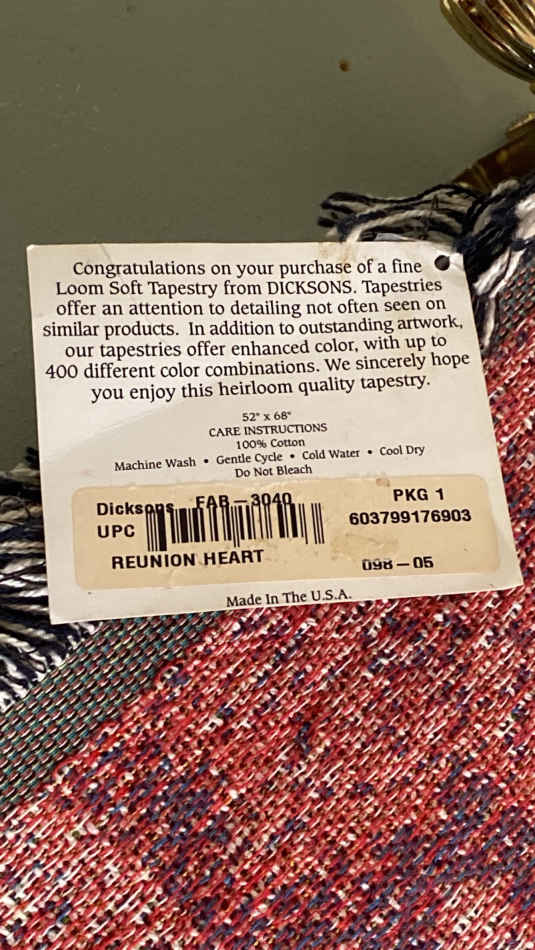 Congratulations on your purchase of a fine
Loom Soft Tapestry from DICKSONS. Tapestries
offer an attention to detailing not often seen on
similar products. In addition to outstanding artwork,
our tapestries offer enhanced color, with up to
400 different color combinations. We sincerely hope
you enjoy this heirloom quality tapestry.
52" x 68"
CARE INSTRUCTIONS
100% Cotton
Machine Wash • Gentle Cycle • Cold Water • Cool Dry
Do Not Bleach
Dicksons FAB-3040 PKG 1
UPC 603799176903
REUNION HEART 098-05
Made In The U.S.A.